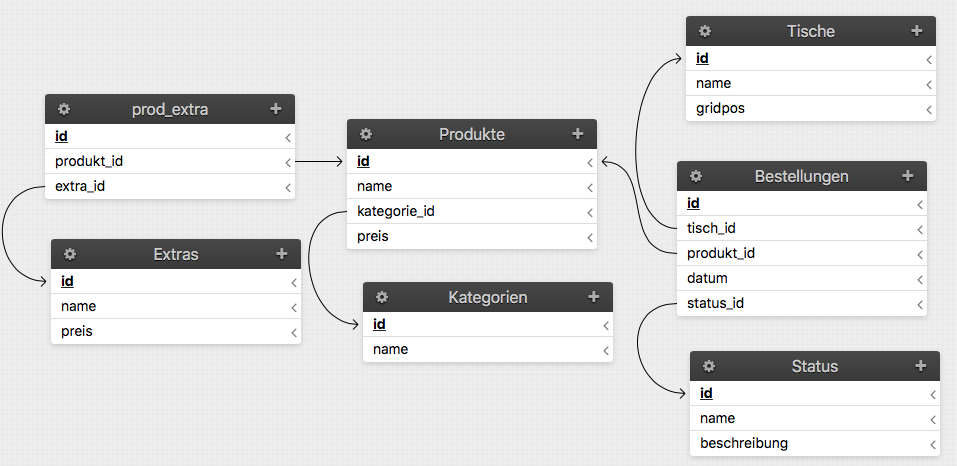 prod_extra
id
produkt_id
extra_id
Extras
id
name
preis
Produkte
id
name
kategorie_id
preis
Kategorien
id
name
Tische
id
name
gridpos
Bestellungen
id
tisch_id
produkt_id
datum
status_id
Status
id
name
beschreibung